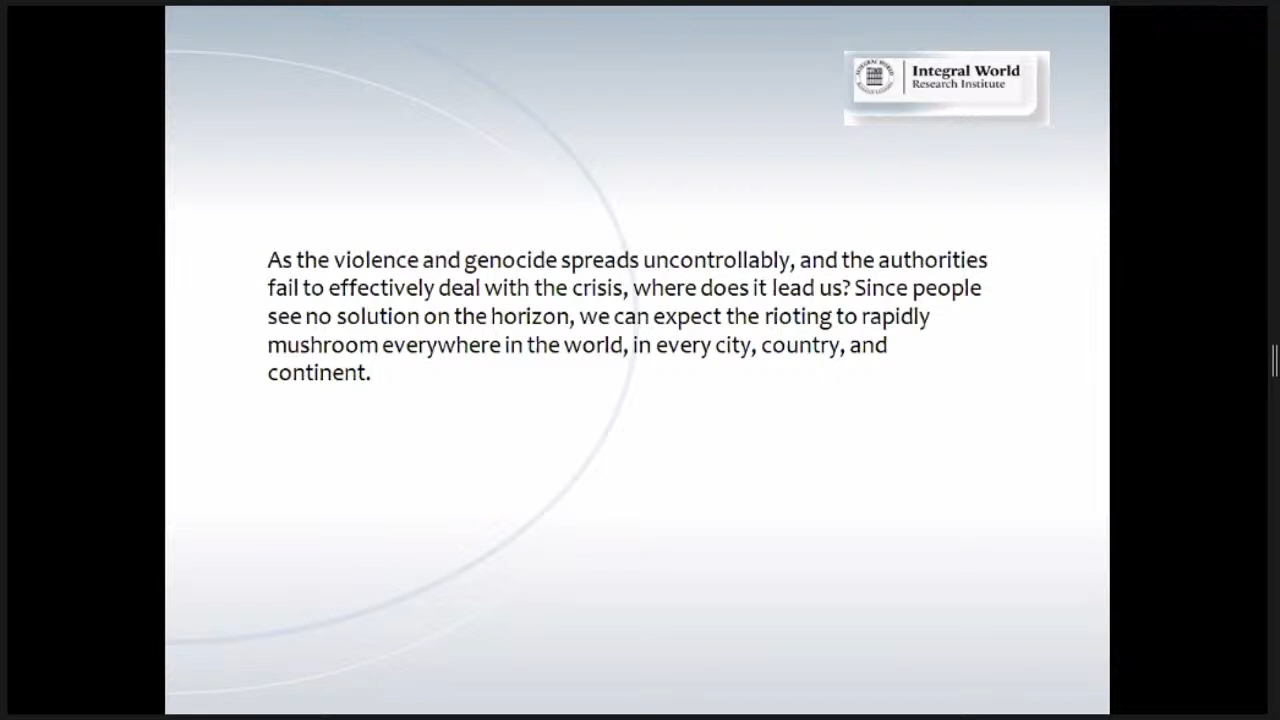 Integral World
Research Institute
As the violence and genocide spreads uncontrollably, and the authorities
fail to effectively deal with the crisis, where does it lead us? Since people
see no solution on the horizon, we can expect the rioting to rapidly
mushroom everywhere in the world, in every city, country, and
continent.